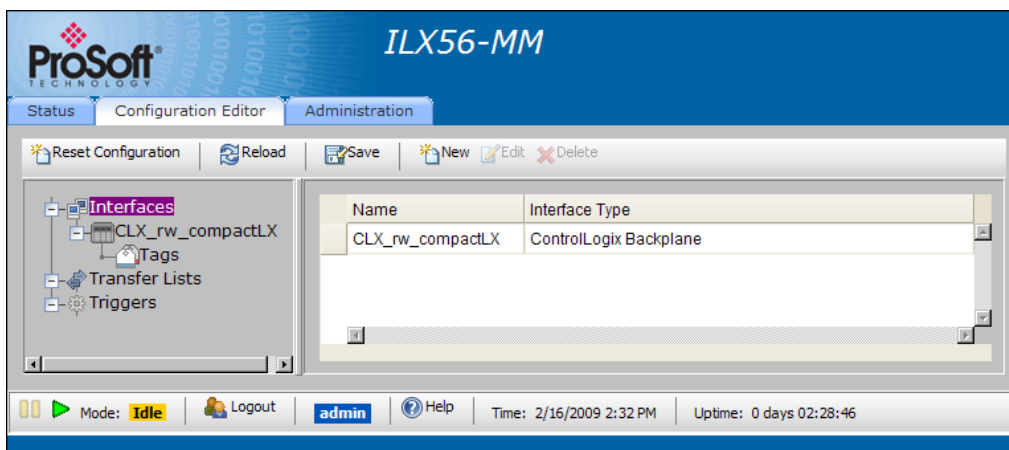 ProSoft®
TECHNOLOGY
ILX56-MM
Status Configuration Editor Administration
Reset Configuration Reload Save New Edit Delete
Interfaces
CLX_rw_compactLX
Tags
Transfer Lists
Triggers
Name Interface Type
CLX_rw_compactLX ControlLogix Backplane
Mode: Idle Logout admin Help Time: 2/16/2009 2:32 PM Uptime: 0 days 02:28:46